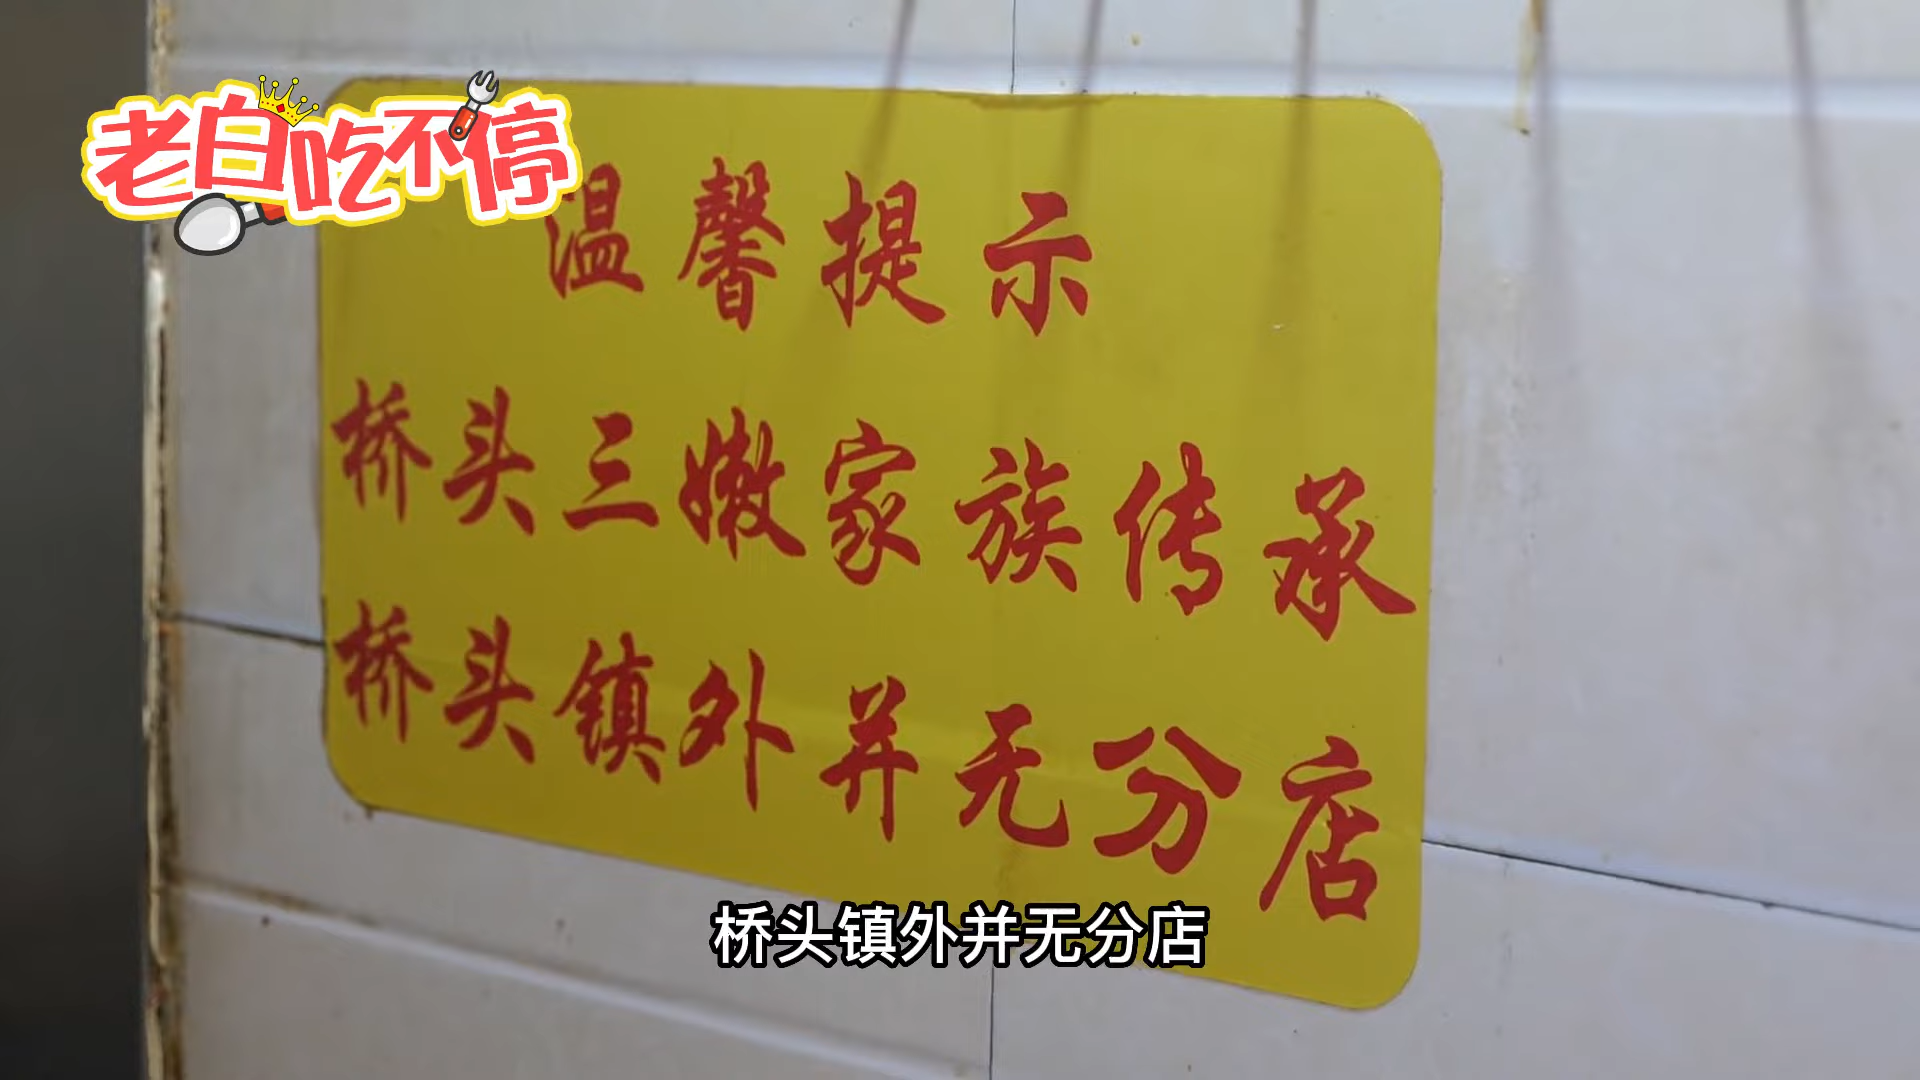 老白吃不停
温馨提示
桥头三嫩家族传承
桥头镇外并无分店
桥头镇外并无分店